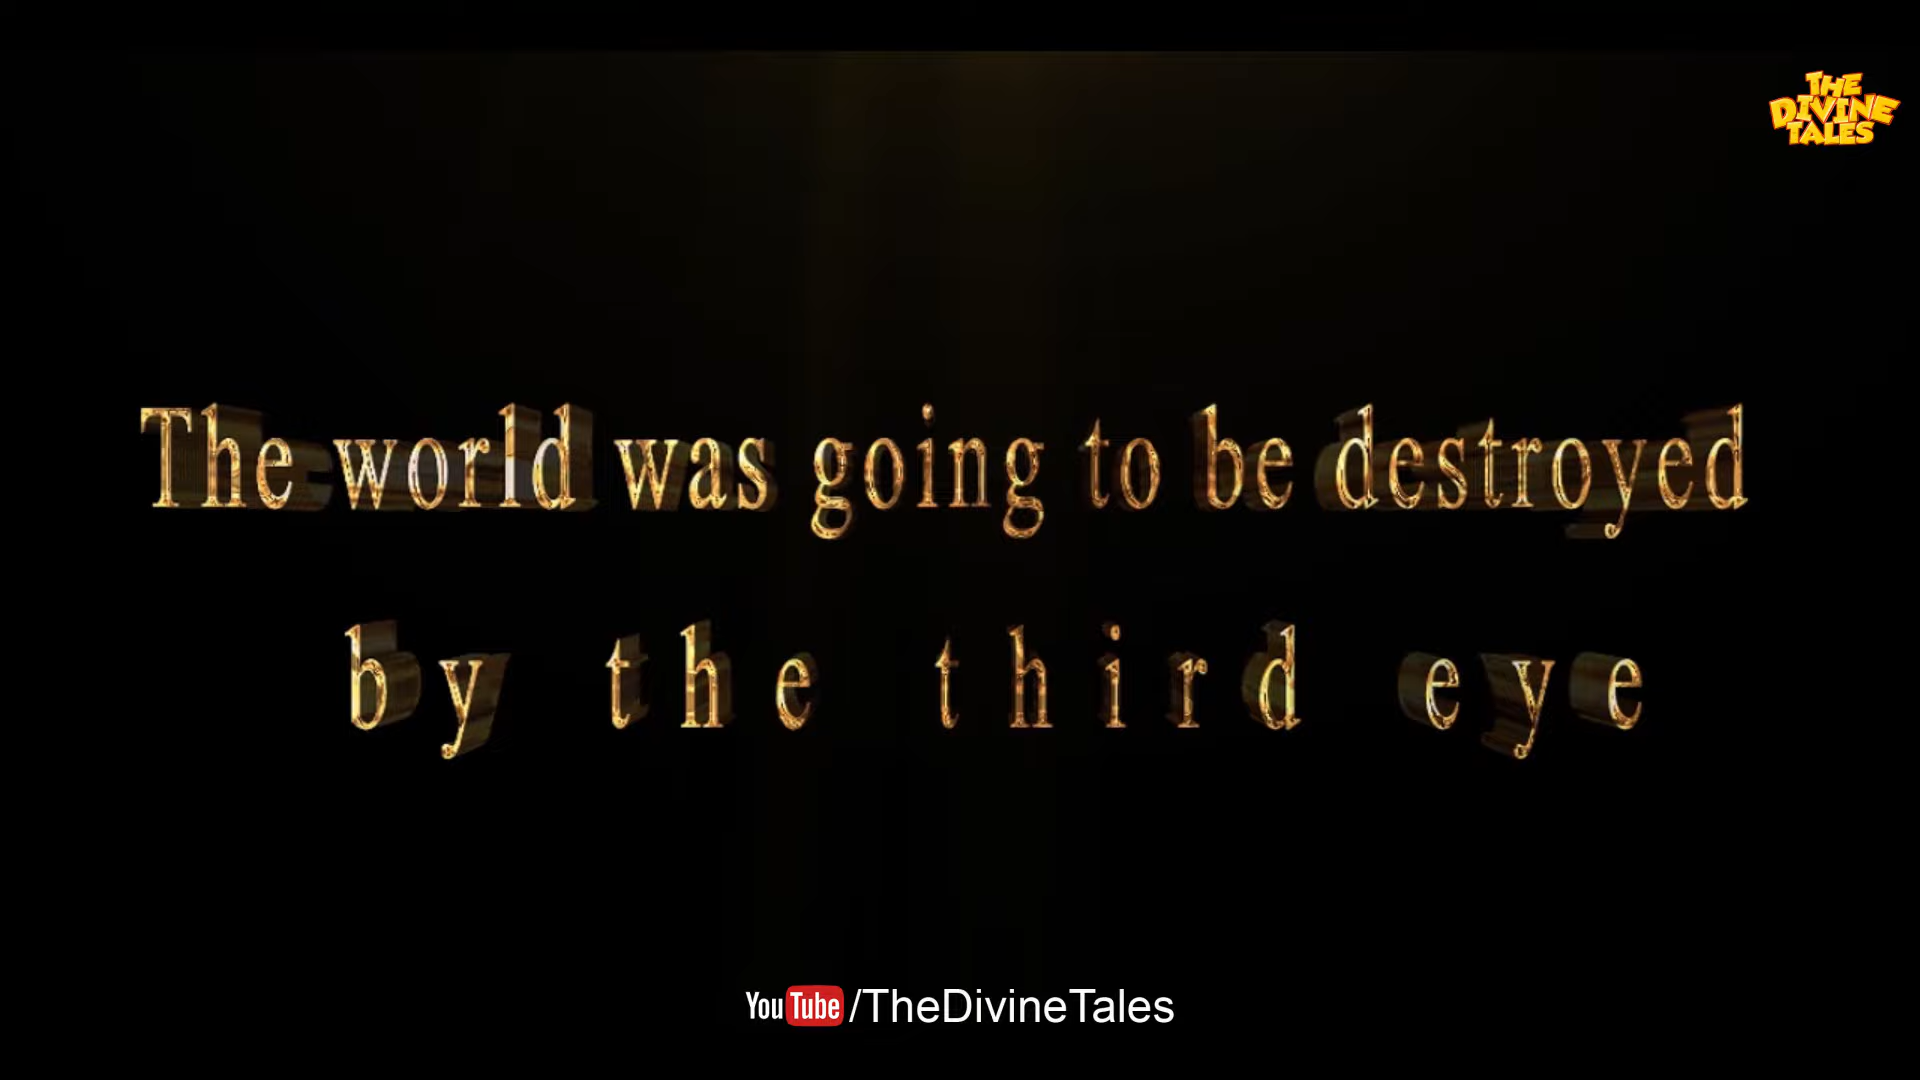 THE
DIVINE
TALES
The world was going to be destroyed
by the third eye
YouTube/TheDivineTales